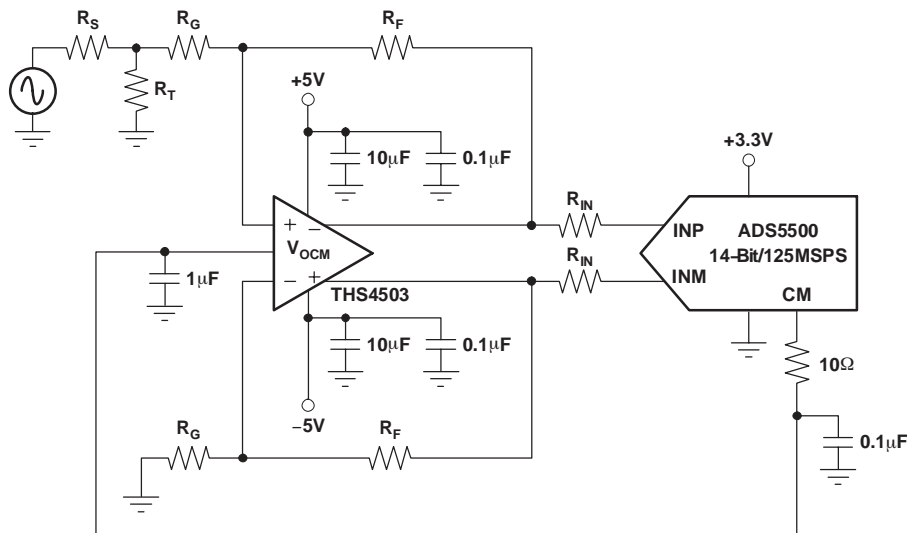 R_S
R_G
R_F
R_T
+5V
10μF
0.1μF
+3.3V
R_IN
+ −
V_OCM
1μF
− +
THS4503
R_IN
INP
ADS5500
14–Bit/125MSPS
INM
CM
10μF
0.1μF
10Ω
−5V
R_G
R_F
0.1μF